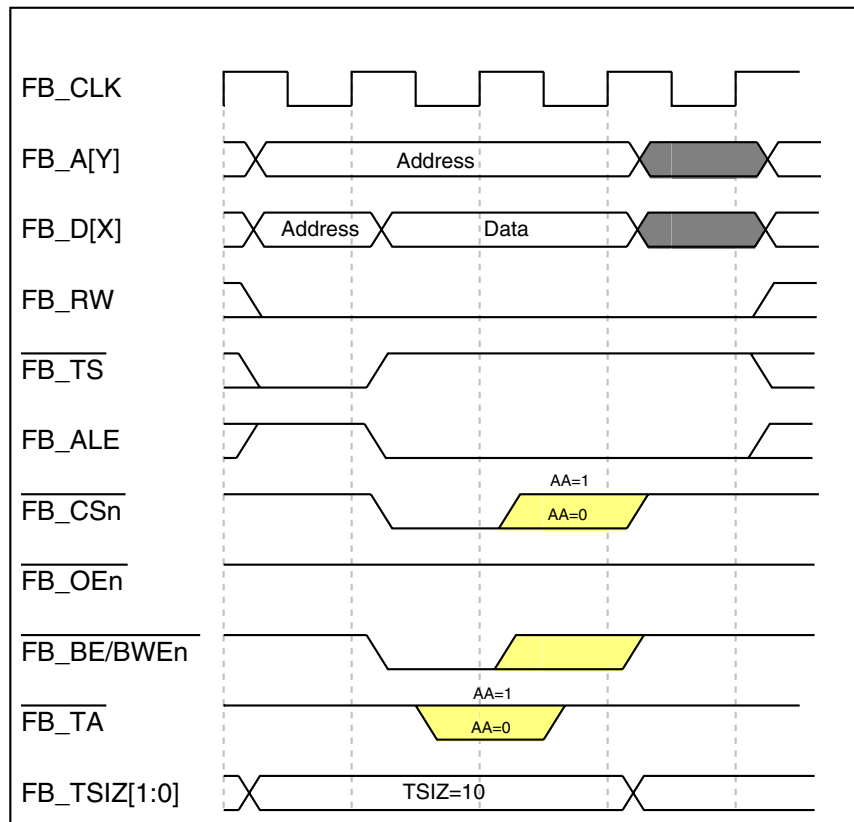 FB_CLK
FB_A[Y]
Address
FB_D[X]
Address
Data
FB_RW
FB_TS
FB_ALE
FB_CSn
AA=1
AA=0
FB_OEn
FB_BE/BWEn
FB_TA
AA=1
AA=0
FB_TSIZ[1:0]
TSIZ=10